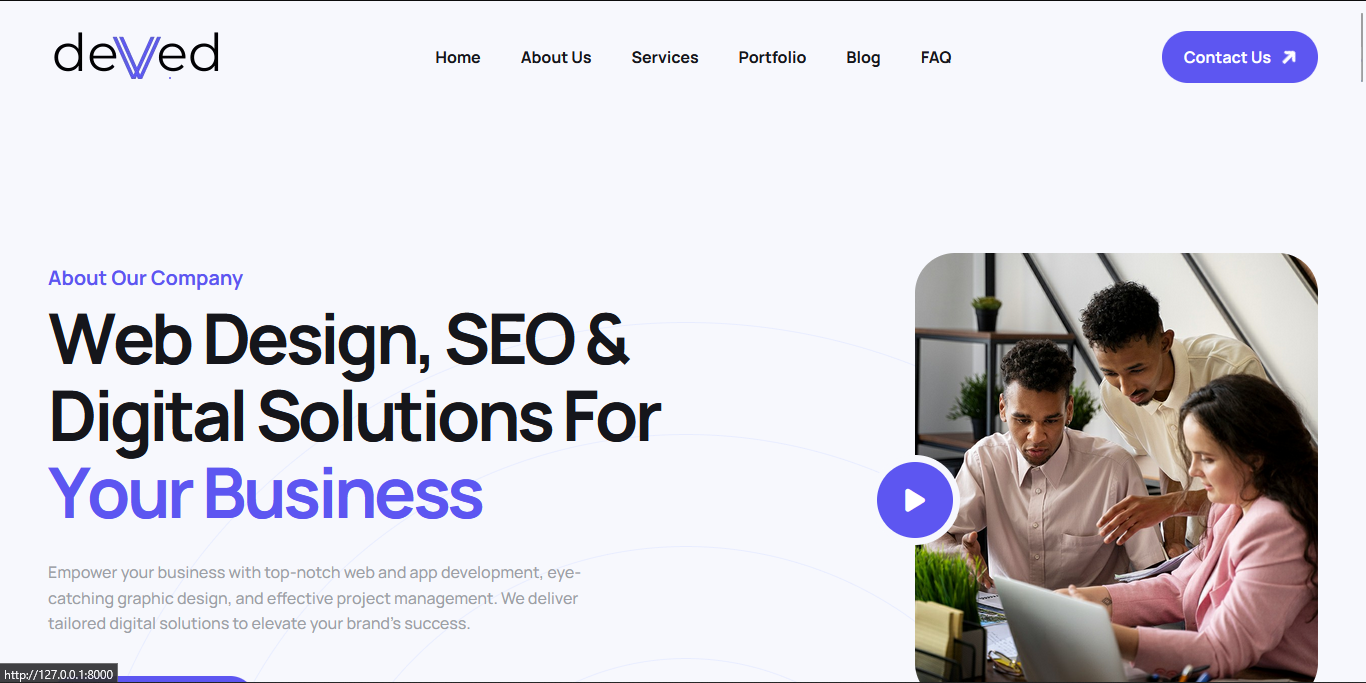 deVed
Home About Us Services Portfolio Blog FAQ Contact Us
About Our Company
Web Design, SEO &
Digital Solutions For
Your Business
Empower your business with top-notch web and app development, eye-
catching graphic design, and effective project management. We deliver
tailored digital solutions to elevate your brand's success.
http://127.0.0.1:8000